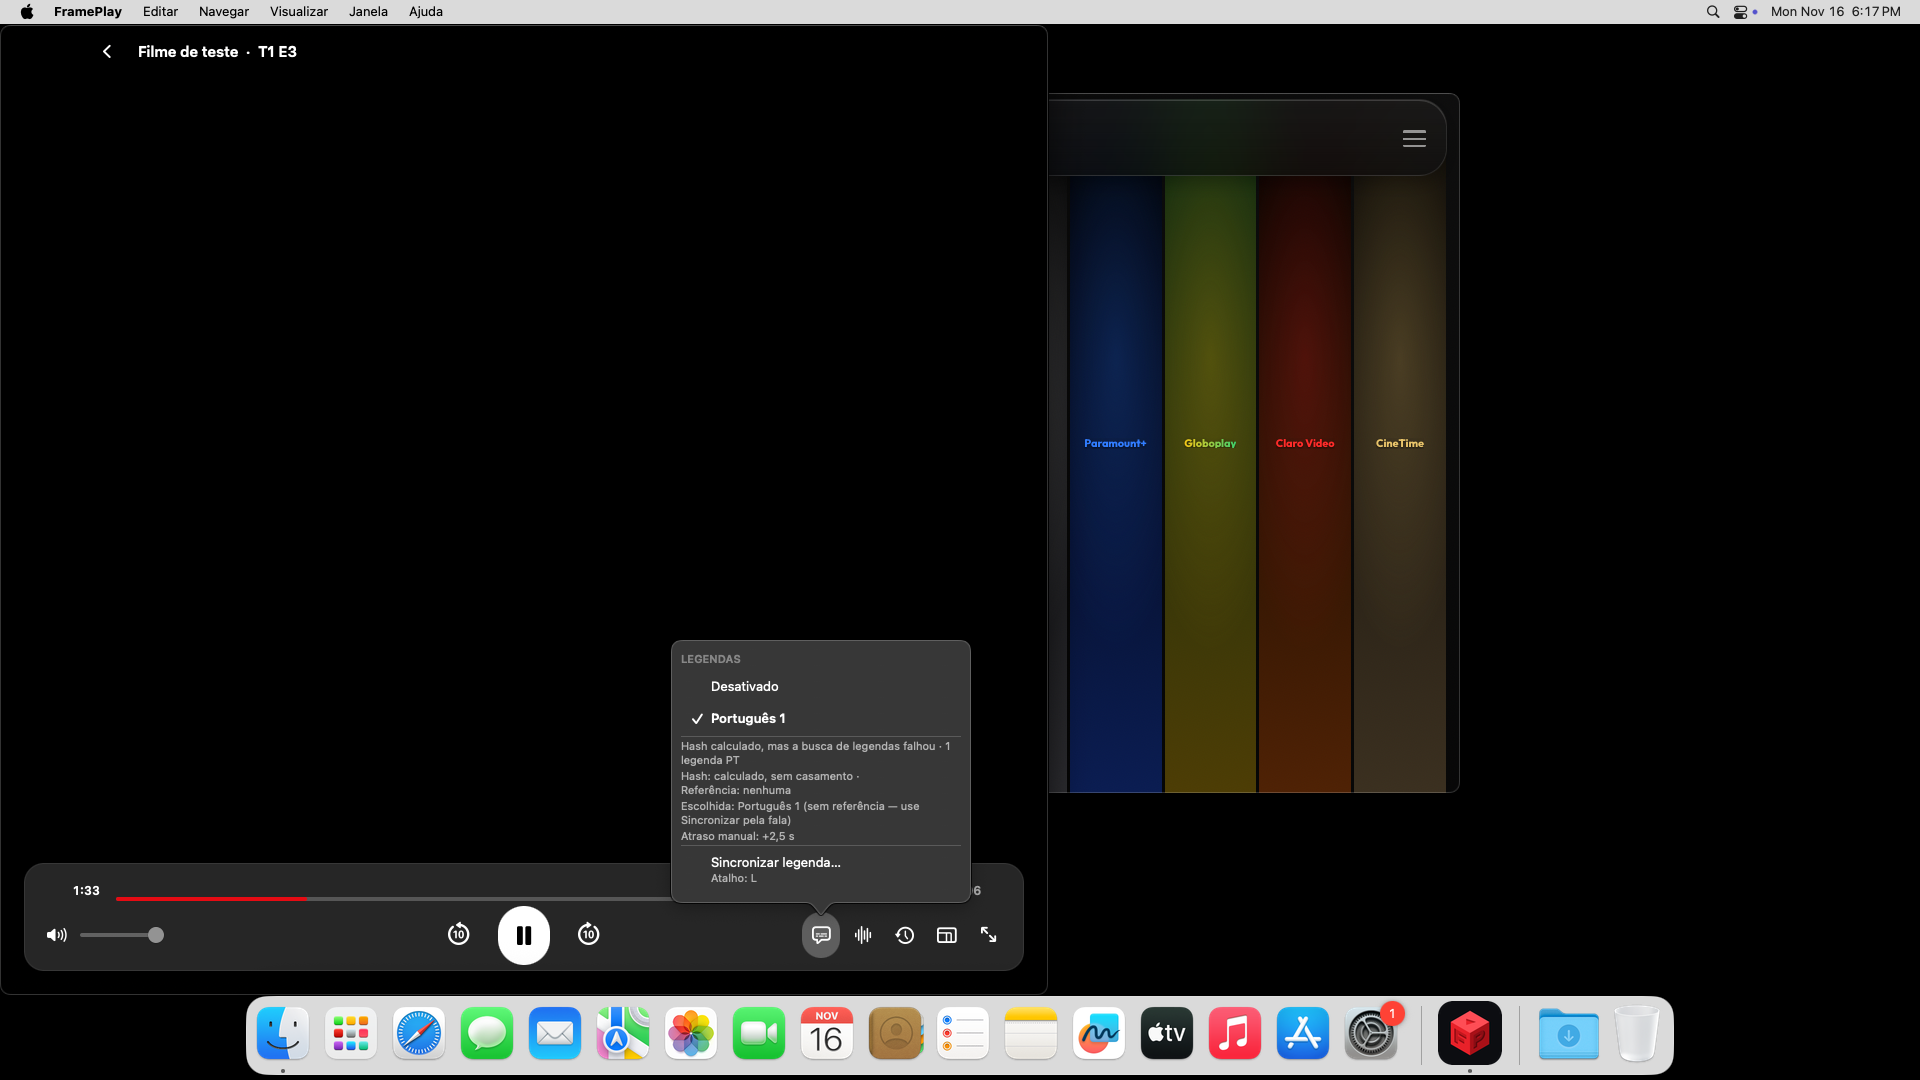 FramePlay Editar Navegar Visualizar Janela Ajuda Mon Nov 16 6:17 PM
Filme de teste · T1 E3
Paramount+ Globoplay Claro Video CineTime
LEGENDAS
Desativado
✓ Português 1
Hash calculado, mas a busca de legendas falhou · 1
legenda PT
Hash: calculado, sem casamento ·
Referência: nenhuma
Escolhida: Português 1 (sem referência — use
Sincronizar pela fala)
Atraso manual: +2,5 s
Sincronizar legenda...
Atalho: L
1:33
10 10
NOV
16
tv
1